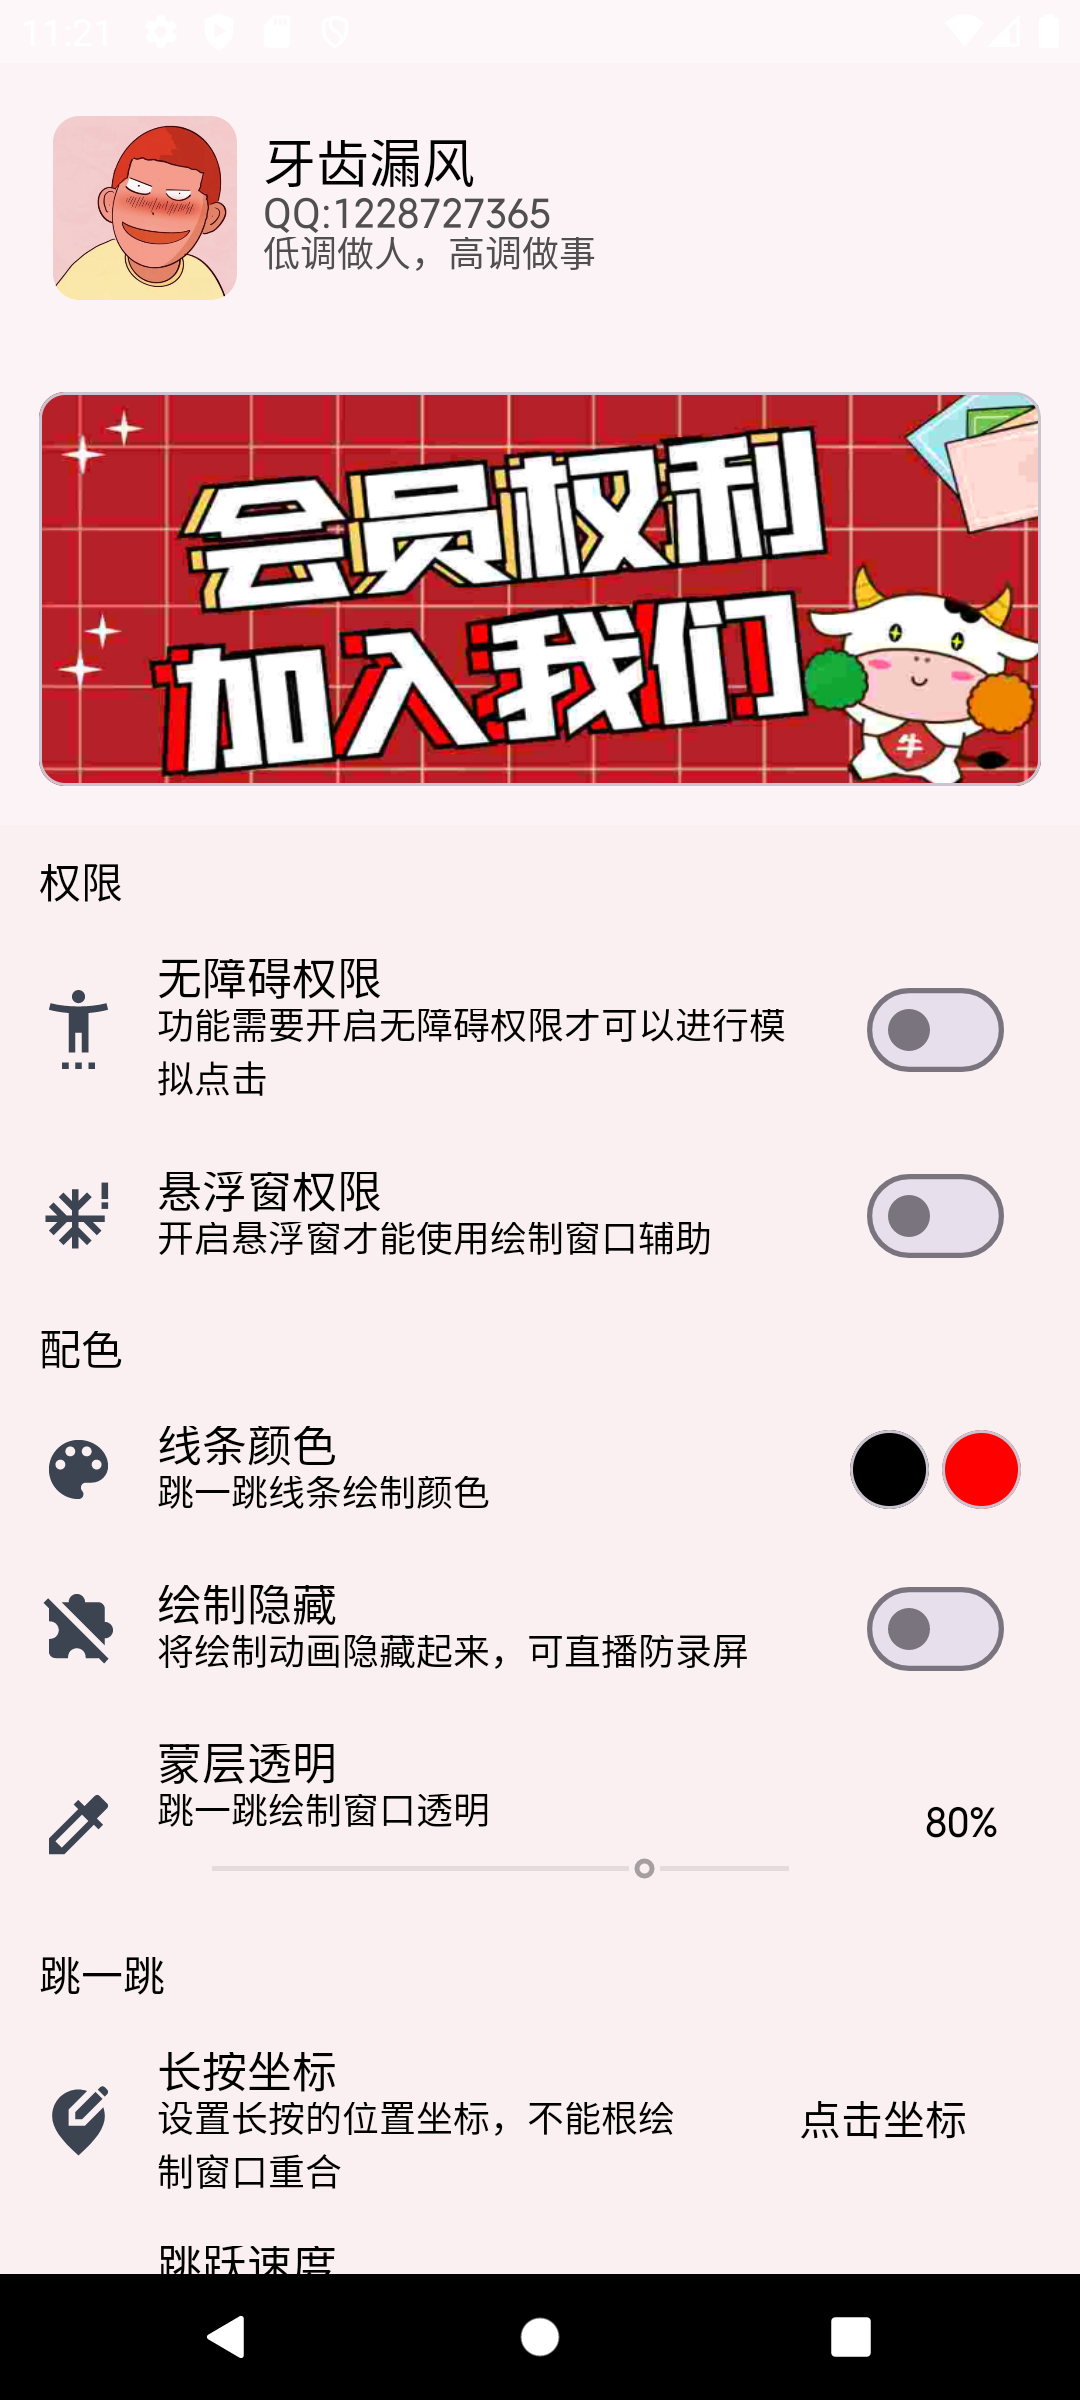 11:21
牙齿漏风
QQ:1228727365
低调做人，高调做事
会员权利
加入我们
牛
权限
无障碍权限
功能需要开启无障碍权限才可以进行模
拟点击
悬浮窗权限
开启悬浮窗才能使用绘制窗口辅助
配色
线条颜色
跳一跳线条绘制颜色
绘制隐藏
将绘制动画隐藏起来，可直播防录屏
蒙层透明
跳一跳绘制窗口透明
80%
跳一跳
长按坐标
设置长按的位置坐标，不能根绘
制窗口重合
点击坐标
跳跃速度